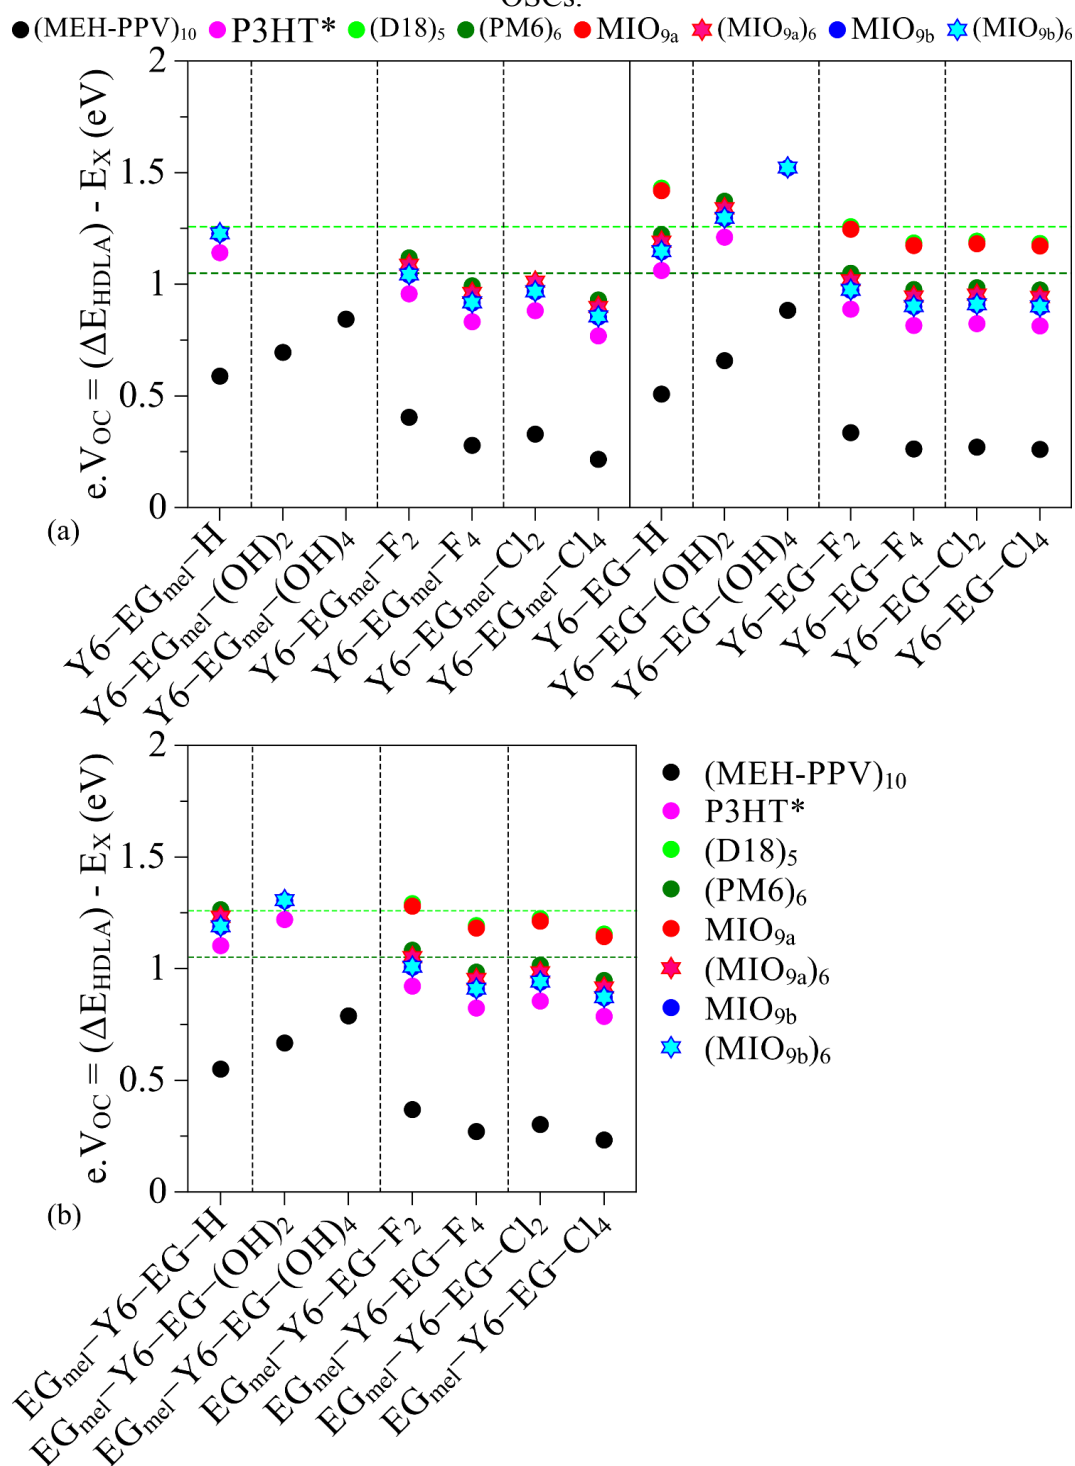 OSCs.
(MEH-PPV)₁₀ P3HT* (D18)₅ (PM6)₆ MIO₉ₐ (MIO₉ₐ)₆ MIO₉b (MIO₉b)₆
e.V_OC = (ΔE_HDLA) - E_X (eV)
2
1.5
1
0.5
0
(a)
Y6−EG_mel−H
Y6−EG_mel−(OH)₂
Y6−EG_mel−(OH)₄
Y6−EG_mel−F₂
Y6−EG_mel−F₄
Y6−EG_mel−Cl₂
Y6−EG_mel−Cl₄
Y6−EG−H
Y6−EG−(OH)₂
Y6−EG−(OH)₄
Y6−EG−F₂
Y6−EG−F₄
Y6−EG−Cl₂
Y6−EG−Cl₄
e.V_OC = (ΔE_HDLA) - E_X (eV)
2
1.5
1
0.5
0
(b)
EG_mel−Y6−EG−H
EG_mel−Y6−EG−(OH)₂
EG_mel−Y6−EG−(OH)₄
EG_mel−Y6−EG−F₂
EG_mel−Y6−EG−F₄
EG_mel−Y6−EG−Cl₂
EG_mel−Y6−EG−Cl₄
(MEH-PPV)₁₀
P3HT*
(D18)₅
(PM6)₆
MIO₉ₐ
(MIO₉ₐ)₆
MIO₉b
(MIO₉b)₆